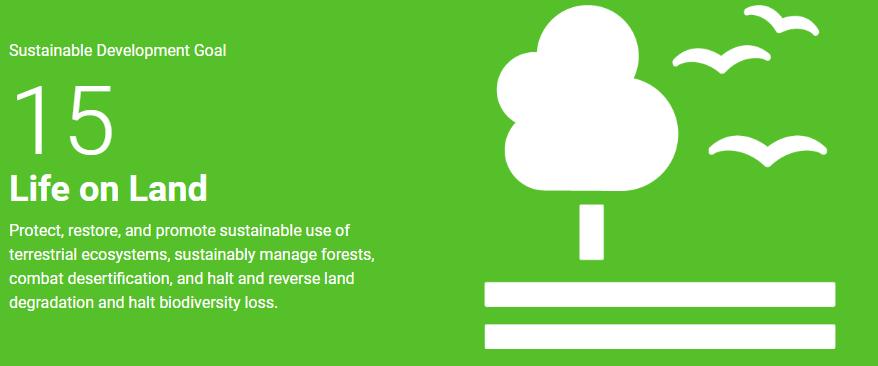 Sustainable Development Goal
15
Life on Land
Protect, restore, and promote sustainable use of
terrestrial ecosystems, sustainably manage forests,
combat desertification, and halt and reverse land
degradation and halt biodiversity loss.